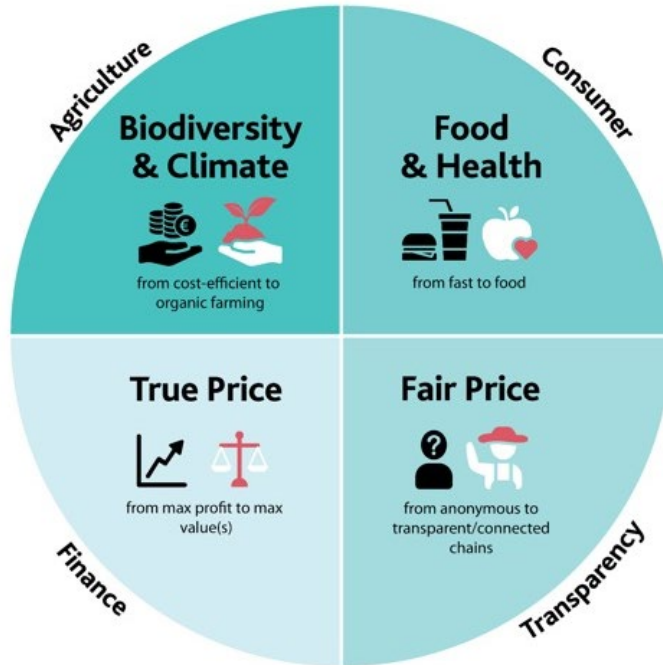 Agriculture
Biodiversity
& Climate
€
from cost-efficient to
organic farming
Consumer
Food
& Health
from fast to food
Finance
True Price
from max profit to max
value(s)
Transparency
Fair Price
?
from anonymous to
transparent/connected
chains